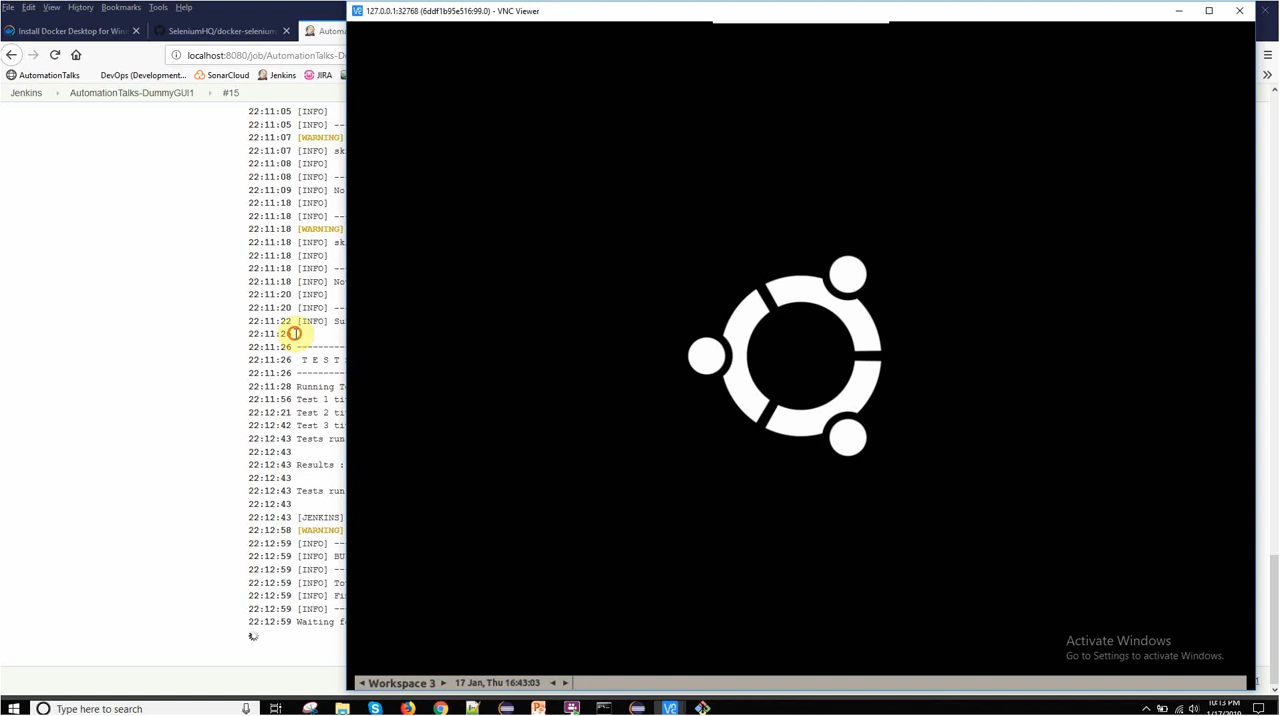 File Edit View History Bookmarks Tools Help
127.0.0.1:32768 (6ddf1b95e516:99.0) - VNC Viewer
Install Docker Desktop for Win
SeleniumHQ/docker-selenium
Autom
localhost:8080/job/AutomationTalks-D
AutomationTalks DevOps (Development... SonarCloud Jenkins JIRA
Jenkins AutomationTalks-DummyGUI1 #15
22:11:05 [INFO]
22:11:05 [INFO] --
22:11:07 [WARNING]
22:11:07 [INFO] sk
22:11:08 [INFO]
22:11:08 [INFO] --
22:11:09 [INFO] No
22:11:18 [INFO]
22:11:18 [INFO] --
22:11:18 [WARNING]
22:11:18 [INFO] sk
22:11:18 [INFO]
22:11:18 [INFO] --
22:11:18 [INFO] No
22:11:20 [INFO]
22:11:20 [INFO] --
22:11:22 [INFO] Su
22:11:26
22:11:26 ---------
22:11:26 T E S T
22:11:26 ---------
22:11:28 Running Te
22:11:56 Test 1 ti
22:12:21 Test 2 ti
22:12:42 Test 3 ti
22:12:43 Tests run
22:12:43
22:12:43 Results :
22:12:43
22:12:43 Tests run
22:12:43
22:12:43 [JENKINS]
22:12:58 [WARNING]
22:12:59 [INFO] --
22:12:59 [INFO] BU
22:12:59 [INFO] --
22:12:59 [INFO] To
22:12:59 [INFO] Fi
22:12:59 [INFO] --
22:12:59 Waiting f
Activate Windows
Go to Settings to activate Windows.
Workspace 3 17 Jan, Thu 16:43:03
Type here to search
10:13 PM
1/17/2019